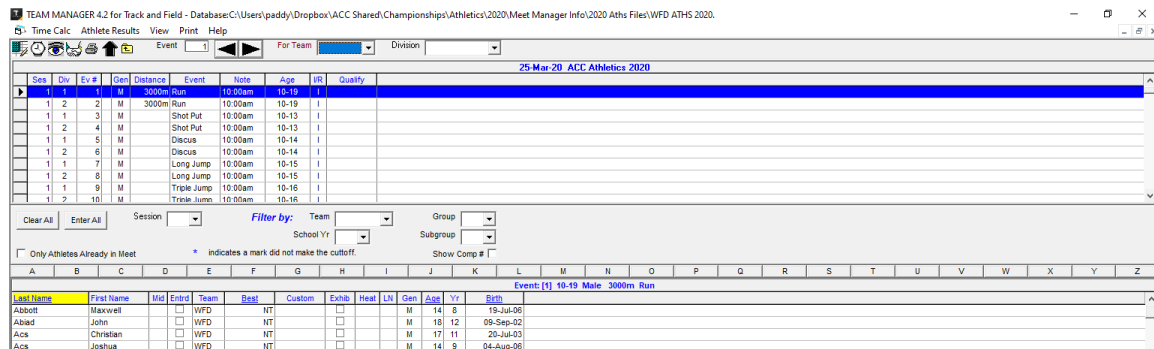 TEAM MANAGER 4.2 for Track and Field - Database:C:\Users\paddy\Dropbox\ACC Shared\Championships\Athletics\2020\Meet Manager Info\2020 Aths Files\WFD ATHS 2020.
Time Calc Athlete Results View Print Help
Event 1 For Team Division
25-Mar-20 ACC Athletics 2020
Ses Div Ev # Gen Distance Event Note Age I/R Qualify
1 1 1 M 3000m Run 10:00am 10-19 I
1 2 2 M 3000m Run 10:00am 10-19 I
1 1 3 M Shot Put 10:00am 10-13 I
1 2 4 M Shot Put 10:00am 10-13 I
1 1 5 M Discus 10:00am 10-14 I
1 2 6 M Discus 10:00am 10-14 I
1 1 7 M Long Jump 10:00am 10-15 I
1 2 8 M Long Jump 10:00am 10-15 I
1 1 9 M Triple Jump 10:00am 10-16 I
1 2 10 M Triple Jump 10:00am 10-16 I
Clear All Enter All Session Filter by: Team Group
School Yr Subgroup
Only Athletes Already in Meet * indicates a mark did not make the cuttoff. Show Comp #
A B C D E F G H I J K L M N O P Q R S T U V W X Y Z
Event: [1] 10-19 Male 3000m Run
Last Name First Name Mid Entrd Team Best Custom Exhib Heat LN Gen Age Yr Birth
Abbott Maxwell WFD NT M 14 8 19-Jul-06
Abiad John WFD NT M 18 12 09-Sep-02
Acs Christian WFD NT M 17 11 20-Jul-03
Acs Joshua WFD NT M 14 9 04-Aug-06